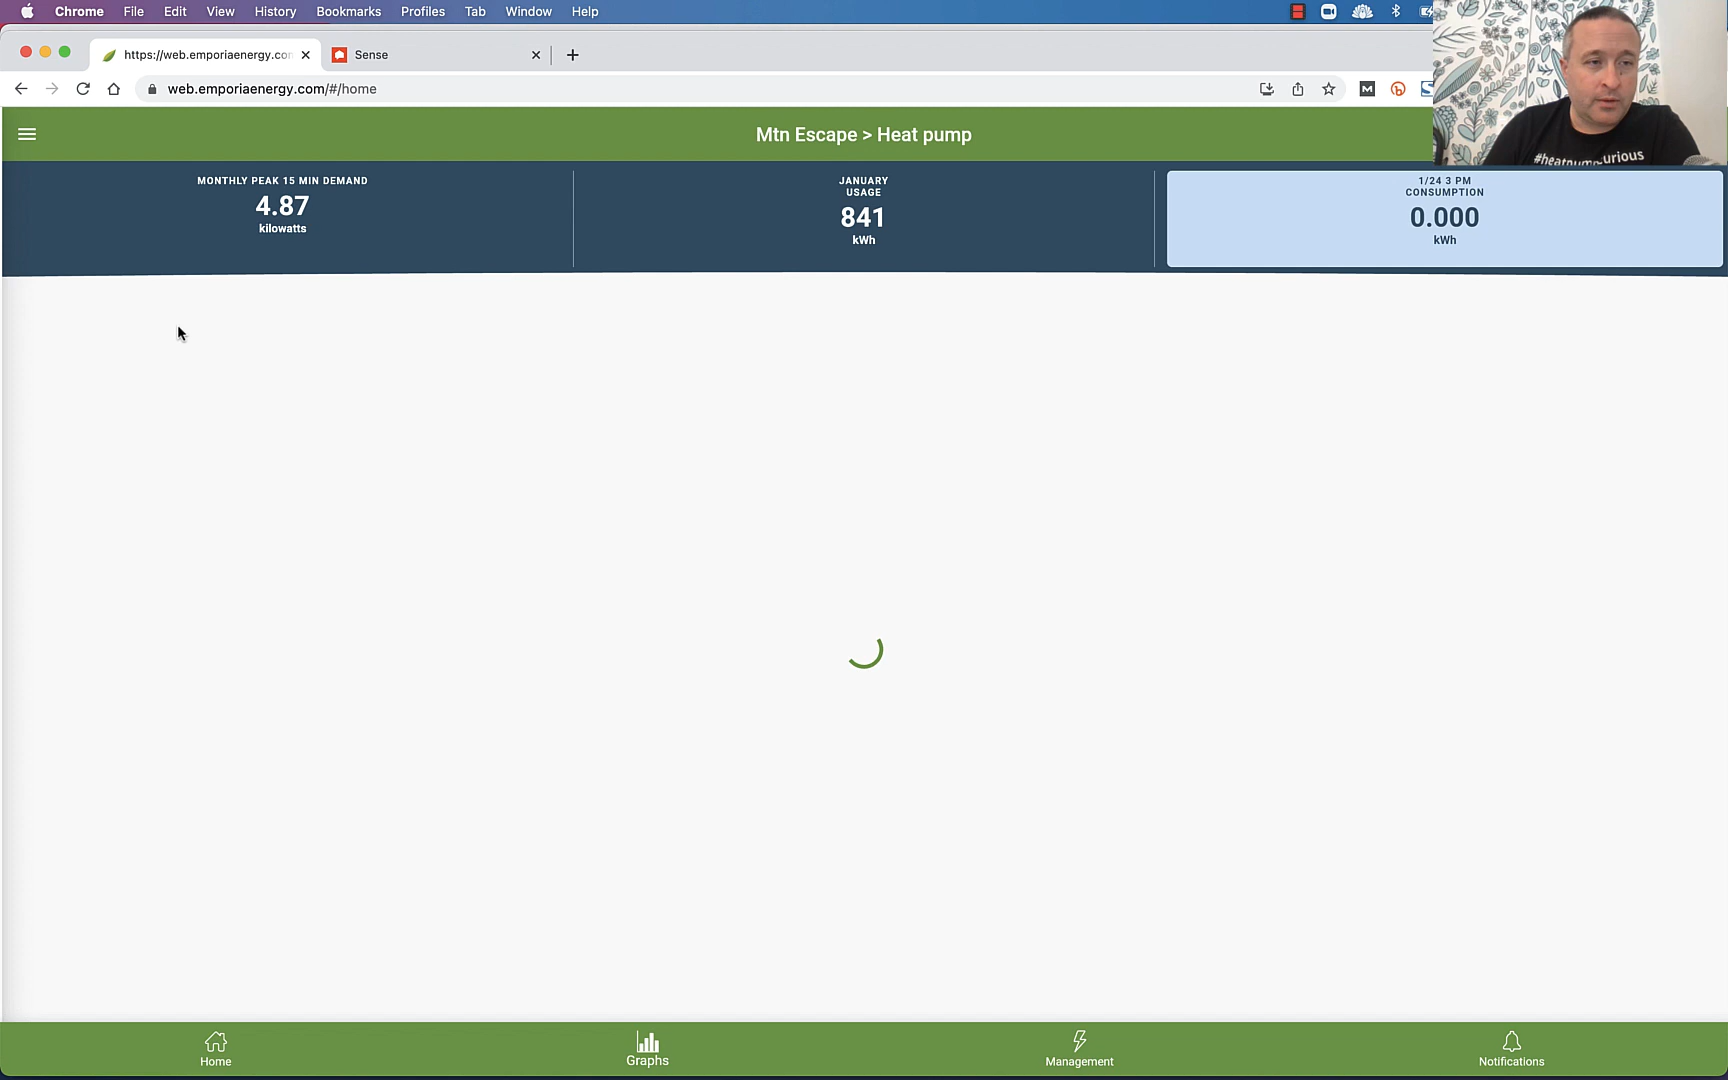 Chrome File Edit View History Bookmarks Profiles Tab Window Help
https://web.emporiaenergy.co
Sense
web.emporiaenergy.com/#/home
Mtn Escape > Heat pump
MONTHLY PEAK 15 MIN DEMAND
4.87
kilowatts
JANUARY
USAGE
841
kWh
1/24 3 PM
CONSUMPTION
0.000
kWh
Home
Graphs
Management
Notifications